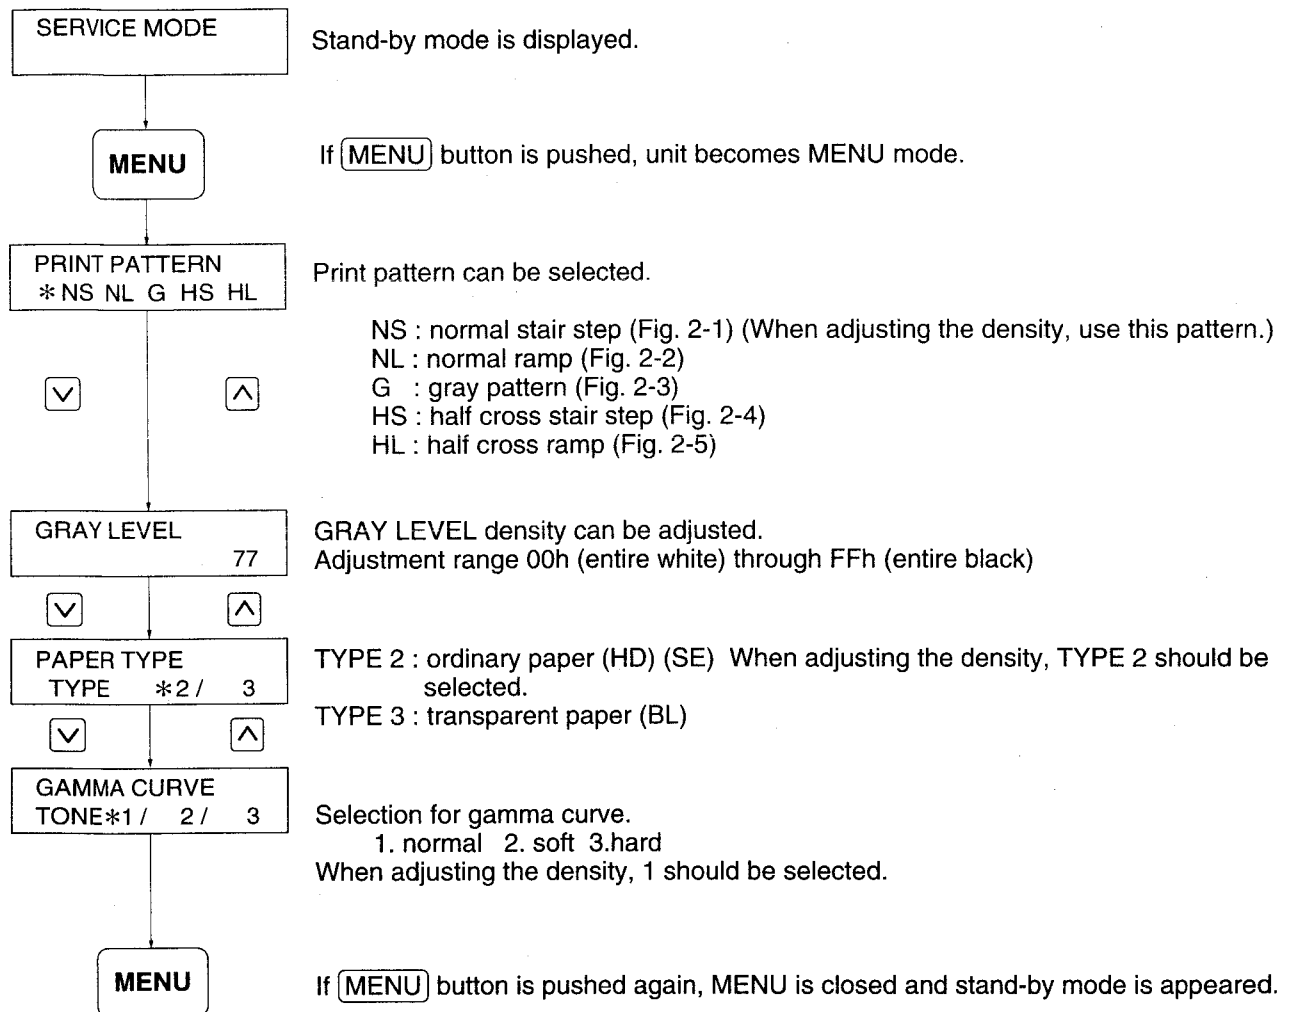 SERVICE MODE
Stand-by mode is displayed.
MENU
If MENU button is pushed, unit becomes MENU mode.
PRINT PATTERN
*NS NL G HS HL
Print pattern can be selected.
NS : normal stair step (Fig. 2-1) (When adjusting the density, use this pattern.)
NL : normal ramp (Fig. 2-2)
G : gray pattern (Fig. 2-3)
HS : half cross stair step (Fig. 2-4)
HL : half cross ramp (Fig. 2-5)
GRAY LEVEL
77
GRAY LEVEL density can be adjusted.
Adjustment range 00h (entire white) through FFh (entire black)
PAPER TYPE
TYPE *2 / 3
TYPE 2 : ordinary paper (HD) (SE) When adjusting the density, TYPE 2 should be
selected.
TYPE 3 : transparent paper (BL)
GAMMA CURVE
TONE*1 / 2 / 3
Selection for gamma curve.
1. normal 2. soft 3.hard
When adjusting the density, 1 should be selected.
MENU
If MENU button is pushed again, MENU is closed and stand-by mode is appeared.